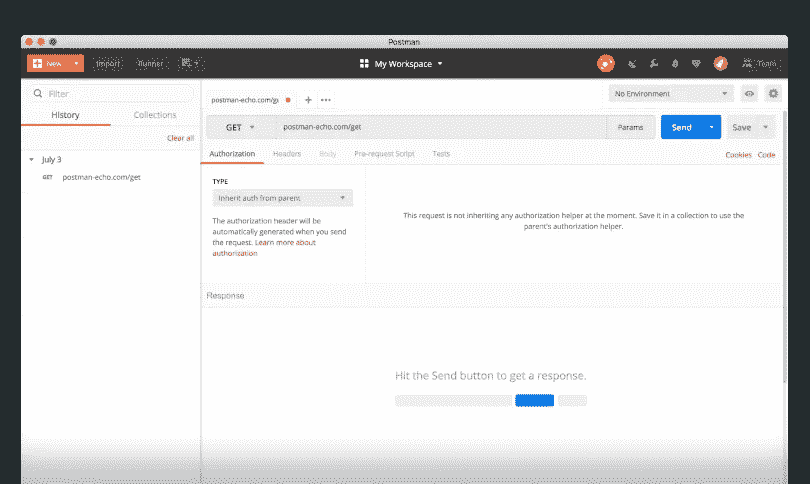 Postman
New Import Runner My Workspace Team
Filter
History Collections
Clear all
July 3
GET postman-echo.com/get
postman-echo.com/g
No Environment
GET postman-echo.com/get Params Send Save
Authorization Headers Body Pre-request Script Tests Cookies Code
TYPE
Inherit auth from parent
The authorization header will be
automatically generated when you send
the request. Learn more about
authorization
This request is not inheriting any authorization helper at the moment. Save it in a collection to use the
parent's authorization helper.
Response
Hit the Send button to get a response.